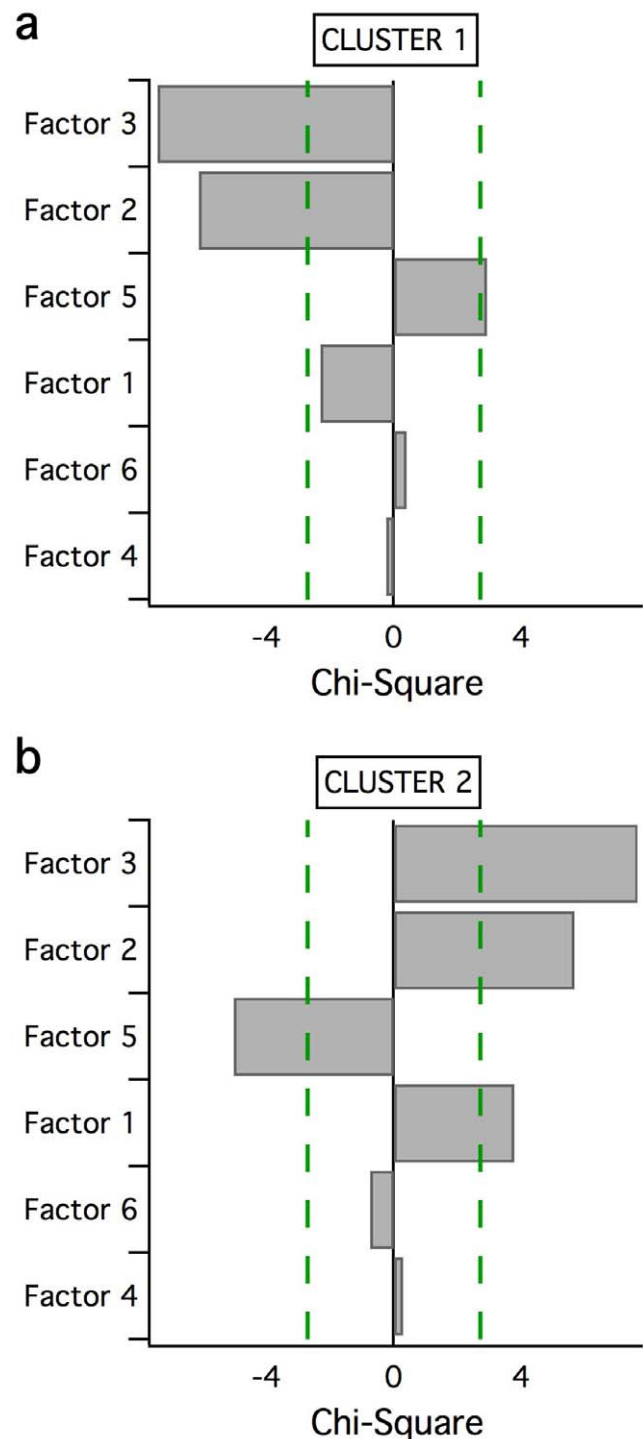 a
CLUSTER 1
Factor 3
Factor 2
Factor 5
Factor 1
Factor 6
Factor 4
-4 0 4
Chi-Square
b
CLUSTER 2
Factor 3
Factor 2
Factor 5
Factor 1
Factor 6
Factor 4
-4 0 4
Chi-Square